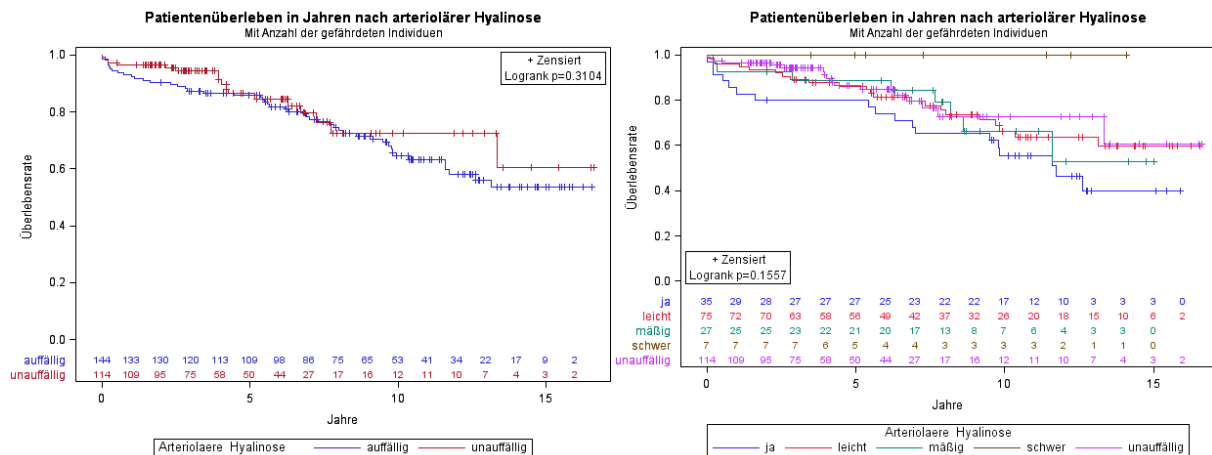 Patientenüberleben in Jahren nach arteriolärer Hyalinose
Mit Anzahl der gefährdeten Individuen
+ Zensiert
Logrank p=0.3104
1.0
0.8
0.6
0.4
0.2
0.0
Überlebensrate
auffällig 144 133 130 120 113 109 98 86 75 65 53 41 34 22 17 9 2
unauffällig 114 109 95 75 58 50 44 27 17 16 12 11 10 7 4 3 2
0 5 10 15
Jahre
Arteriolaere Hyalinose auffällig unauffällig
Patientenüberleben in Jahren nach arteriolärer Hyalinose
Mit Anzahl der gefährdeten Individuen
1.0
0.8
0.6
0.4
0.2
0.0
Überlebensrate
+ Zensiert
Logrank p=0.1557
ja 35 29 28 27 27 27 25 23 22 22 17 12 10 3 3 3 0
leicht 75 72 70 63 58 56 49 42 37 32 26 20 18 15 10 6 2
mäßig 27 25 25 23 22 21 20 17 13 8 7 6 4 3 3 0
schwer 7 7 7 7 6 5 4 4 3 3 3 3 2 1 1 0
unauffällig 114 109 95 75 58 50 44 27 17 16 12 11 10 7 4 3 2
0 5 10 15
Jahre
Arteriolaere Hyalinose
ja leicht mäßig schwer unauffällig